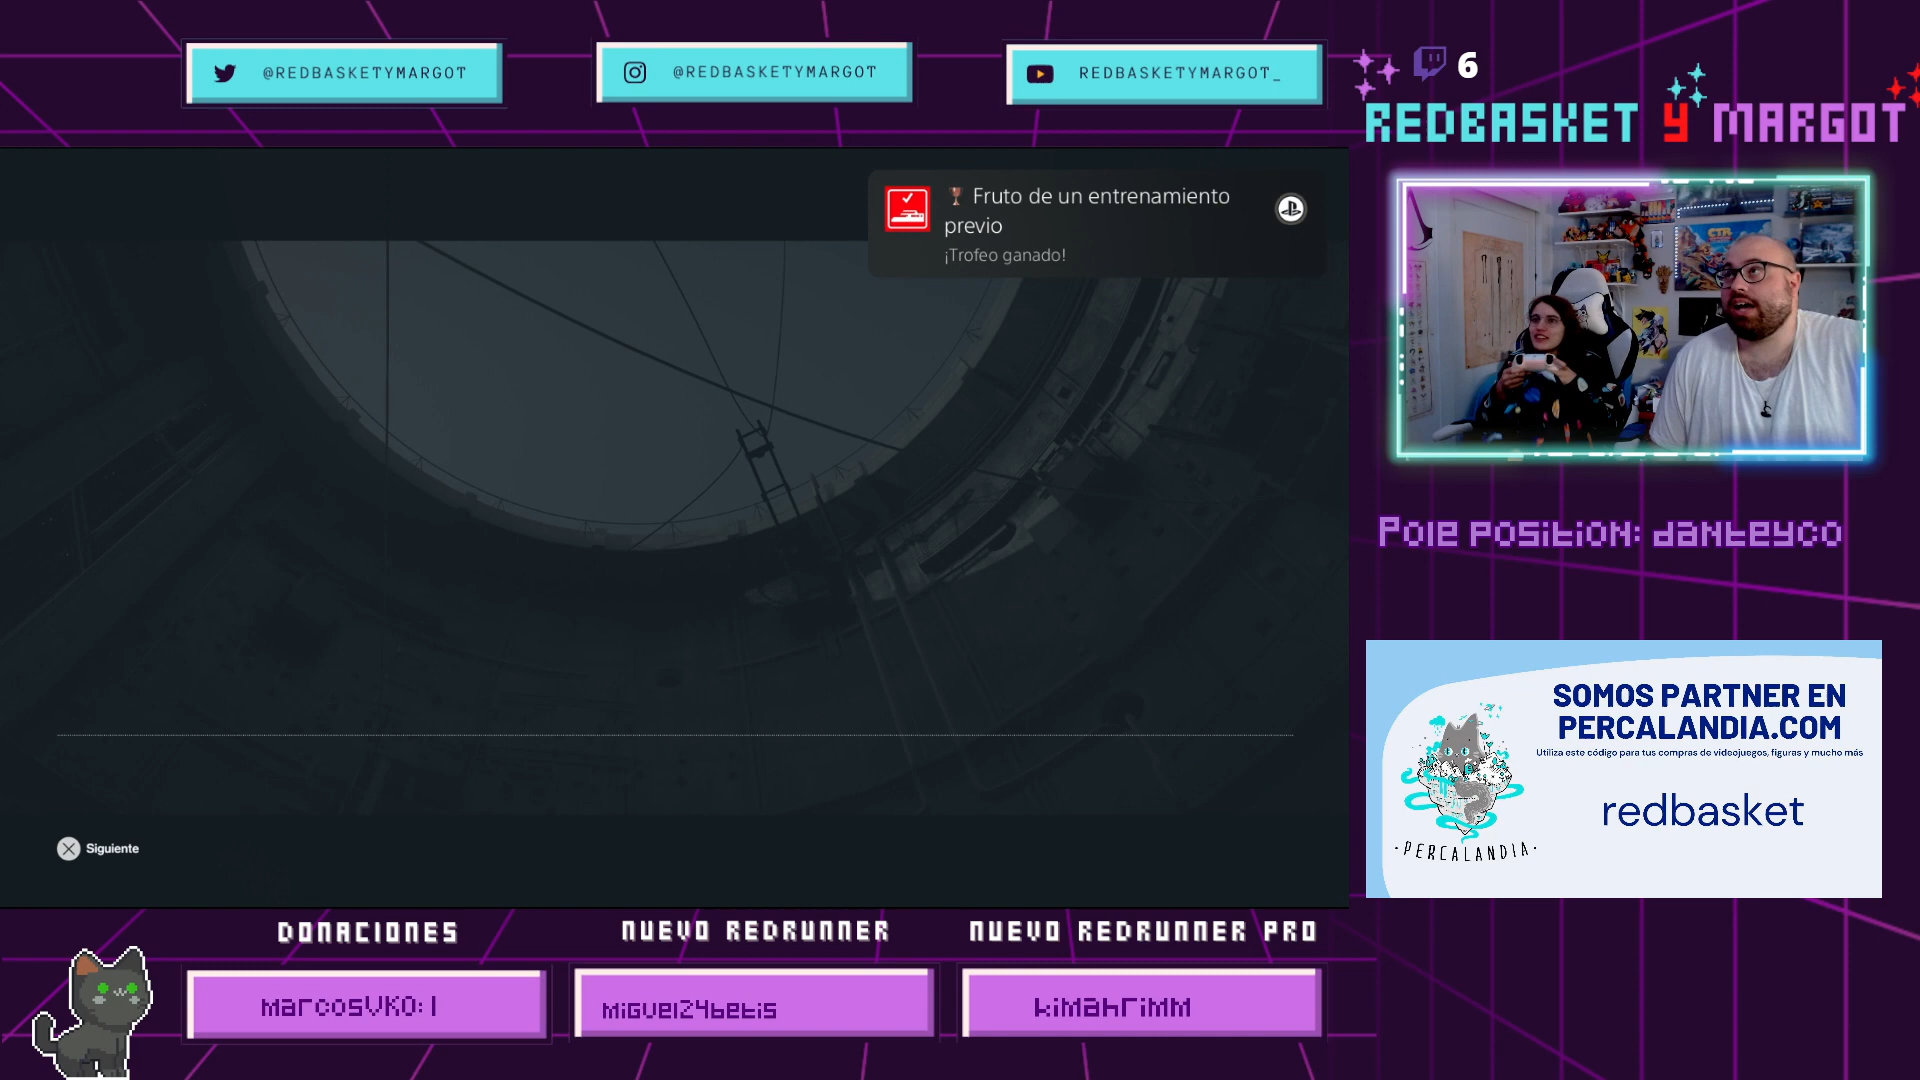 @REDBASKETYMARGOT
@REDBASKETYMARGOT
REDBASKETYMARGOT_
6
REDBASKET Y MARGOT
Fruto de un entrenamiento
previo
¡Trofeo ganado!
Pole position: danteyco
SOMOS PARTNER EN
PERCALANDIA.COM
Utiliza este código para tus compras de videojuegos, figuras y mucho más
redbasket
·PERCALANDIA·
Siguiente
DONACIONES
marcosVKO: 1
NUEVO REDRUNNER
miguel24betis
NUEVO REDRUNNER PRO
kimahrimm